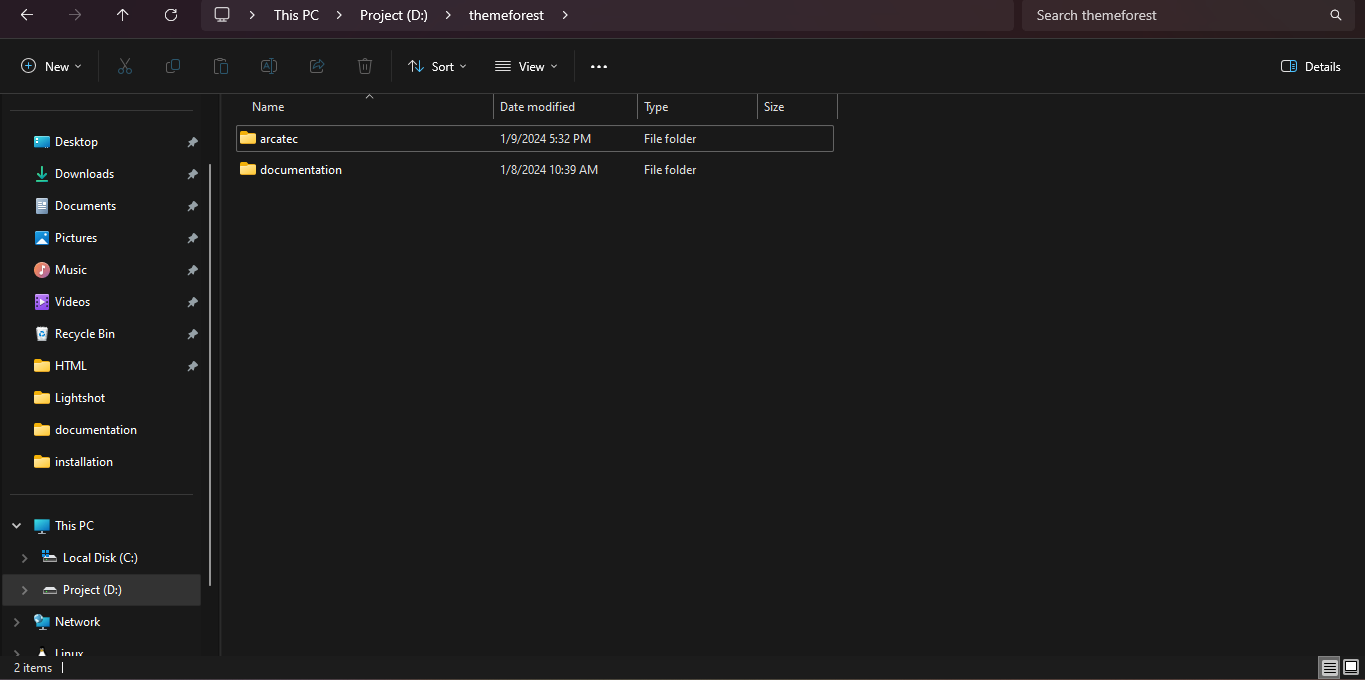 This PC > Project (D:) > themeforest >
Search themeforest
New
Sort
View
Details
Name Date modified Type Size
arcatec 1/9/2024 5:32 PM File folder
documentation 1/8/2024 10:39 AM File folder
Desktop
Downloads
Documents
Pictures
Music
Videos
Recycle Bin
HTML
Lightshot
documentation
installation
This PC
Local Disk (C:)
Project (D:)
Network
Linux
2 items